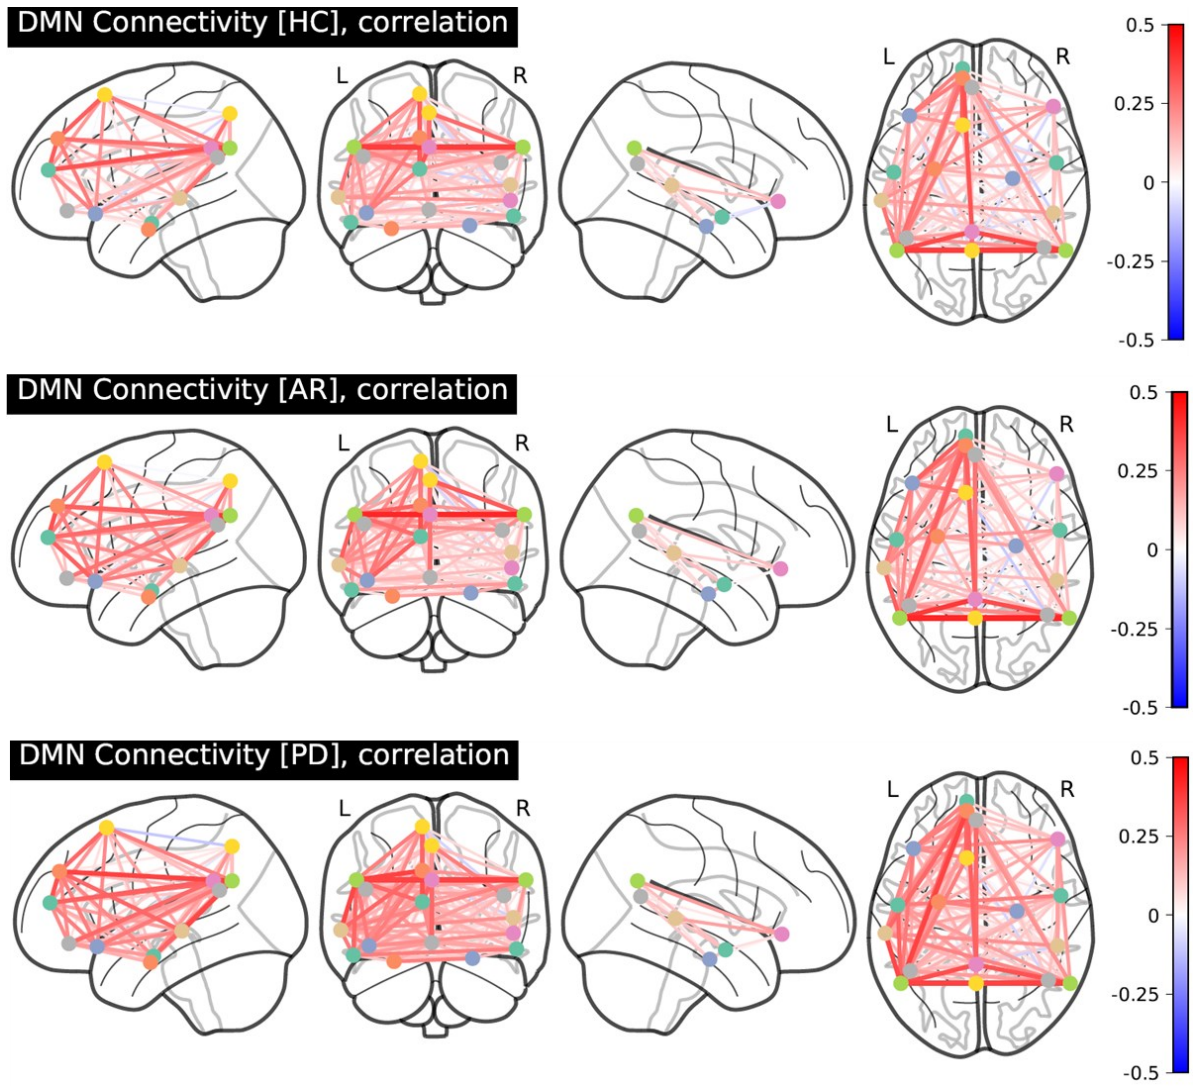 DMN Connectivity [HC], correlation
L R L R
0.5
0.25
0
-0.25
-0.5
DMN Connectivity [AR], correlation
L R L R
0.5
0.25
0
-0.25
-0.5
DMN Connectivity [PD], correlation
L R L R
0.5
0.25
0
-0.25
-0.5